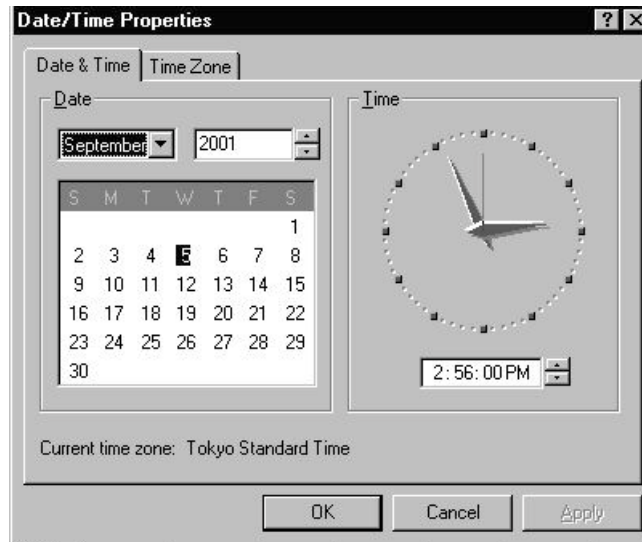 Date/Time Properties
Date & Time Time Zone
Date
September 2001
S M T W T F S
1
2 3 4 5 6 7 8
9 10 11 12 13 14 15
16 17 18 19 20 21 22
23 24 25 26 27 28 29
30
Time
2:56:00 PM
Current time zone: Tokyo Standard Time
OK Cancel Apply